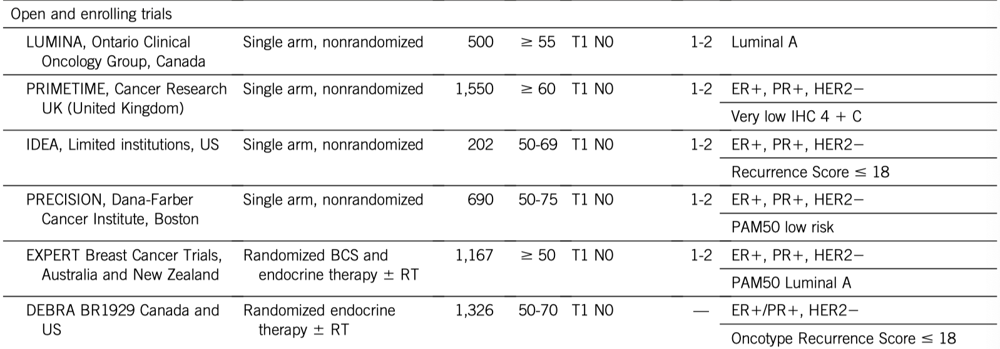 Open and enrolling trials
LUMINA, Ontario Clinical Single arm, nonrandomized 500 ≥ 55 T1 N0 1-2 Luminal A
Oncology Group, Canada
PRIMETIME, Cancer Research Single arm, nonrandomized 1,550 ≥ 60 T1 N0 1-2 ER+, PR+, HER2−
UK (United Kingdom)
Very low IHC 4 + C
IDEA, Limited institutions, US Single arm, nonrandomized 202 50-69 T1 N0 1-2 ER+, PR+, HER2−
Recurrence Score ≤ 18
PRECISION, Dana-Farber Single arm, nonrandomized 690 50-75 T1 N0 1-2 ER+, PR+, HER2−
Cancer Institute, Boston
PAM50 low risk
EXPERT Breast Cancer Trials, Randomized BCS and 1,167 ≥ 50 T1 N0 1-2 ER+, PR+, HER2−
Australia and New Zealand endocrine therapy ± RT
PAM50 Luminal A
DEBRA BR1929 Canada and Randomized endocrine 1,326 50-70 T1 N0 — ER+/PR+, HER2−
US therapy ± RT
Oncotype Recurrence Score ≤ 18